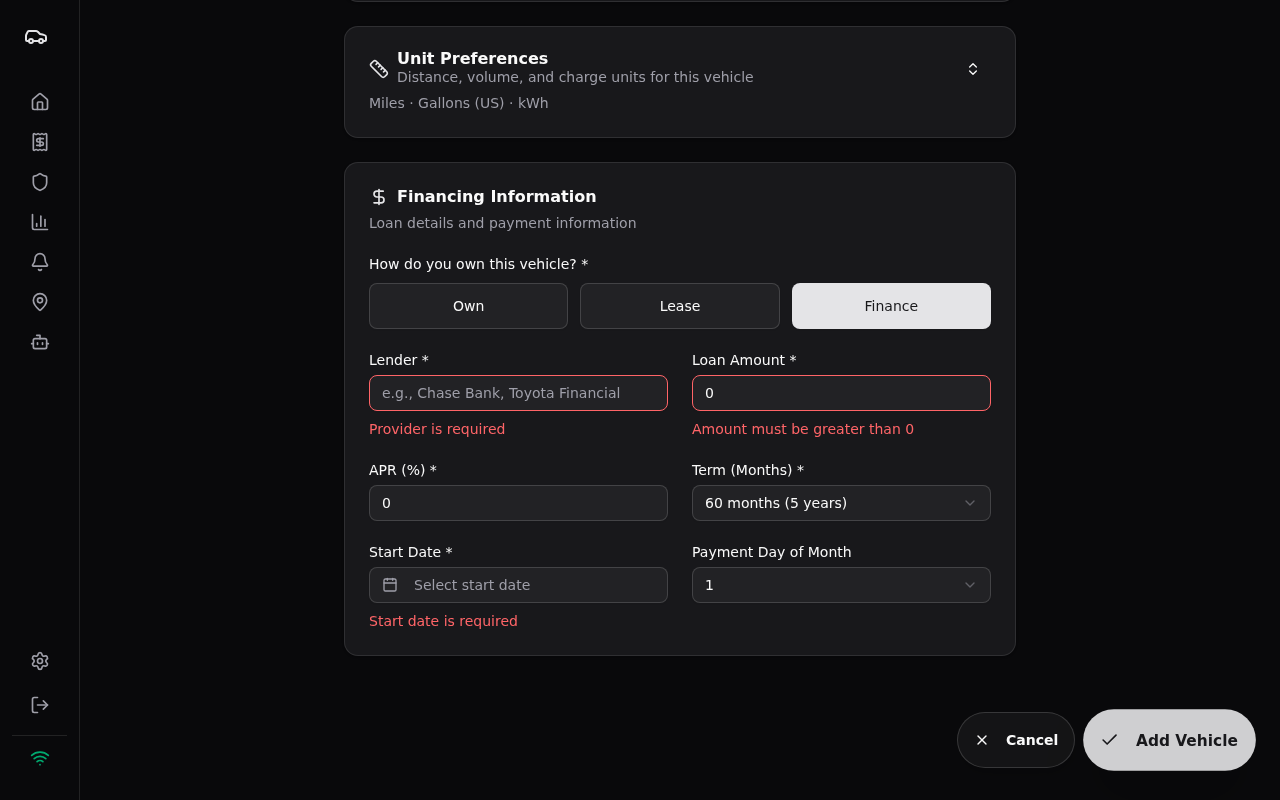 Unit Preferences
Distance, volume, and charge units for this vehicle
Miles · Gallons (US) · kWh
Financing Information
Loan details and payment information
How do you own this vehicle? *
Own
Lease
Finance
Lender *
Loan Amount *
e.g., Chase Bank, Toyota Financial
0
Provider is required
Amount must be greater than 0
APR (%) *
Term (Months) *
0
60 months (5 years)
Start Date *
Payment Day of Month
Select start date
1
Start date is required
Cancel
Add Vehicle